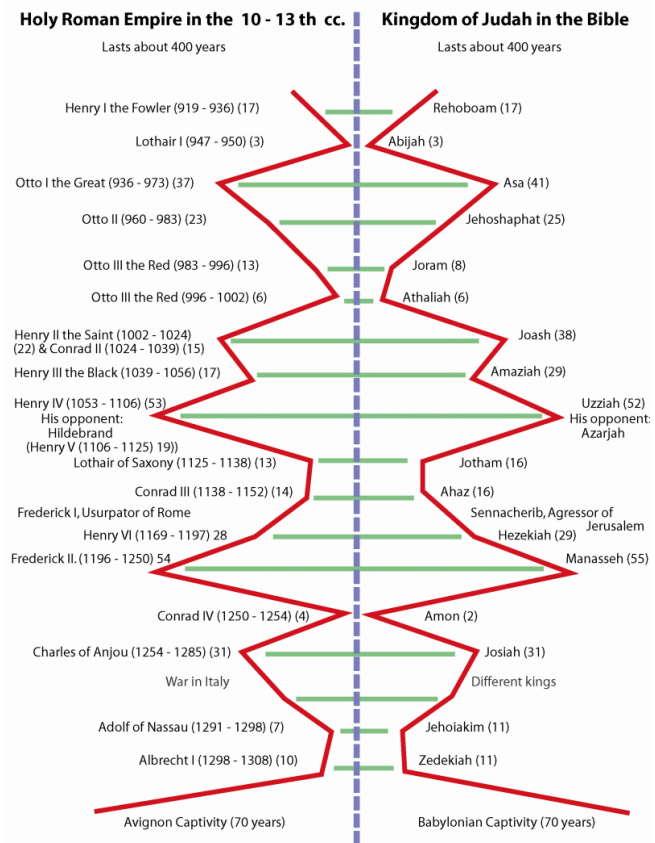 Holy Roman Empire in the 10 - 13 th cc.
Kingdom of Judah in the Bible
Lasts about 400 years
Lasts about 400 years
Henry I the Fowler (919 - 936) (17)
Rehoboam (17)
Lothair I (947 - 950) (3)
Abijah (3)
Otto I the Great (936 - 973) (37)
Asa (41)
Otto II (960 - 983) (23)
Jehoshaphat (25)
Otto III the Red (983 - 996) (13)
Joram (8)
Otto III the Red (996 - 1002) (6)
Athaliah (6)
Henry II the Saint (1002 - 1024)
(22) & Conrad II (1024 - 1039) (15)
Joash (38)
Henry III the Black (1039 - 1056) (17)
Amaziah (29)
Henry IV (1053 - 1106) (53)
His opponent:
Hildebrand
(Henry V (1106 - 1125) 19))
Uzziah (52)
His opponent:
Azarjah
Lothair of Saxony (1125 - 1138) (13)
Jotham (16)
Conrad III (1138 - 1152) (14)
Ahaz (16)
Frederick I, Usurpator of Rome
Sennacherib, Agressor of
Jerusalem
Henry VI (1169 - 1197) 28
Hezekiah (29)
Frederick II. (1196 - 1250) 54
Manasseh (55)
Conrad IV (1250 - 1254) (4)
Amon (2)
Charles of Anjou (1254 - 1285) (31)
Josiah (31)
War in Italy
Different kings
Adolf of Nassau (1291 - 1298) (7)
Jehoiakim (11)
Albrecht I (1298 - 1308) (10)
Zedekiah (11)
Avignon Captivity (70 years)
Babylonian Captivity (70 years)